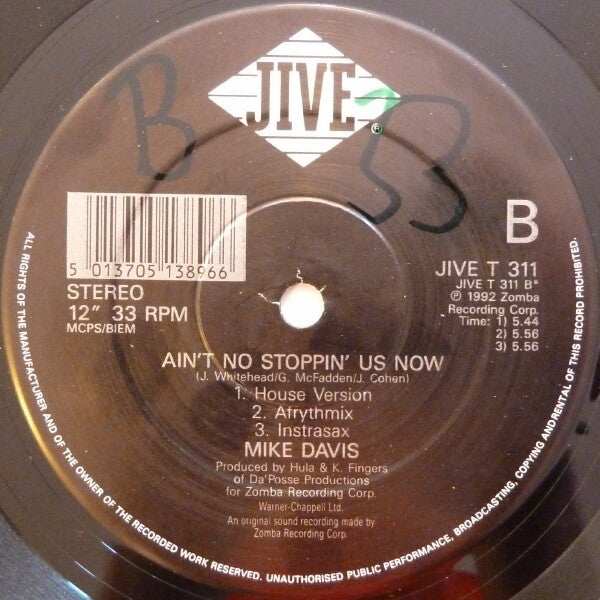 JIVE
®
B 33
B
5 013705 138966
STEREO
12" 33 RPM
MCPS/BIEM
JIVE T 311
JIVE T 311 B*
℗ 1992 Zomba
Recording Corp.
Time: 1) 5.44
2) 5.56
3) 5.56
AIN'T NO STOPPIN' US NOW
(J. Whitehead/G. McFadden/J. Cohen)
1. House Version
2. Afrythmix
3. Instrasax
MIKE DAVIS
Produced by Hula & K. Fingers
of Da'Posse Productions
for Zomba Recording Corp.
Warner-Chappell Ltd.
An original sound recording made by
Zomba Recording Corp.
ALL RIGHTS OF THE MANUFACTURER AND OF THE OWNER OF THE RECORDED WORK RESERVED. UNAUTHORISED PUBLIC PERFORMANCE, BROADCASTING, COPYING AND RENTAL OF THIS RECORD PROHIBITED.